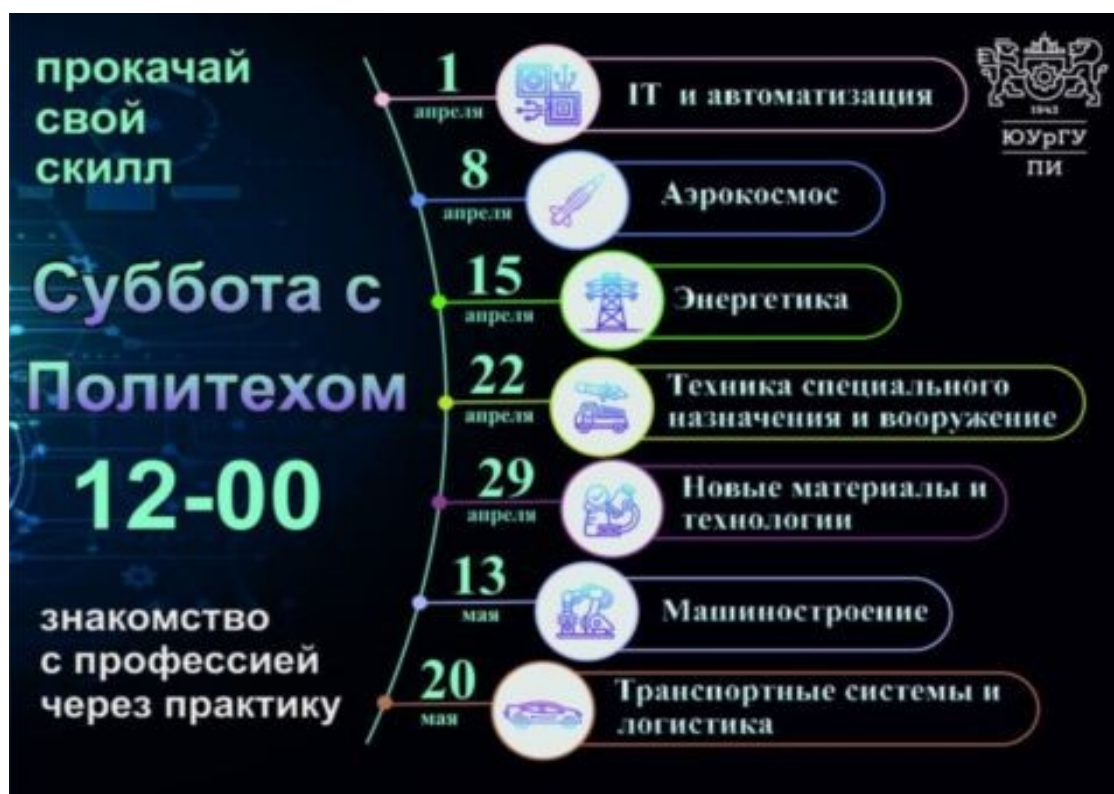 прокачай
свой
скилл
Суббота с
Политехом
12-00
знакомство
с профессией
через практику
1
апреля
IT и автоматизация
8
апреля
Аэрокосмос
15
апреля
Энергетика
22
апреля
Техника специального
назначения и вооружение
29
апреля
Новые материалы и
технологии
13
мая
Машиностроение
20
мая
Транспортные системы и
логистика
1943
ЮУрГУ
ПИ